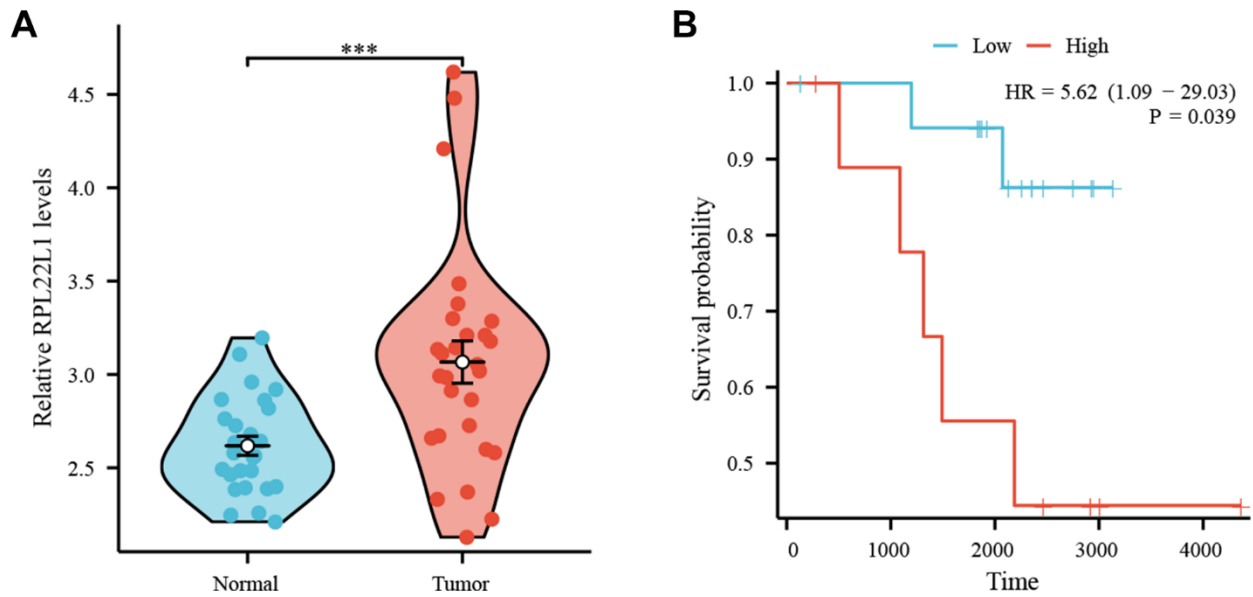 A
Relative RPL22L1 levels
4.5
4.0
3.5
3.0
2.5
***
Normal
Tumor
B
Low
High
HR = 5.62 (1.09 − 29.03)
P = 0.039
Survival probability
1.0
0.9
0.8
0.7
0.6
0.5
0
1000
2000
3000
4000
Time